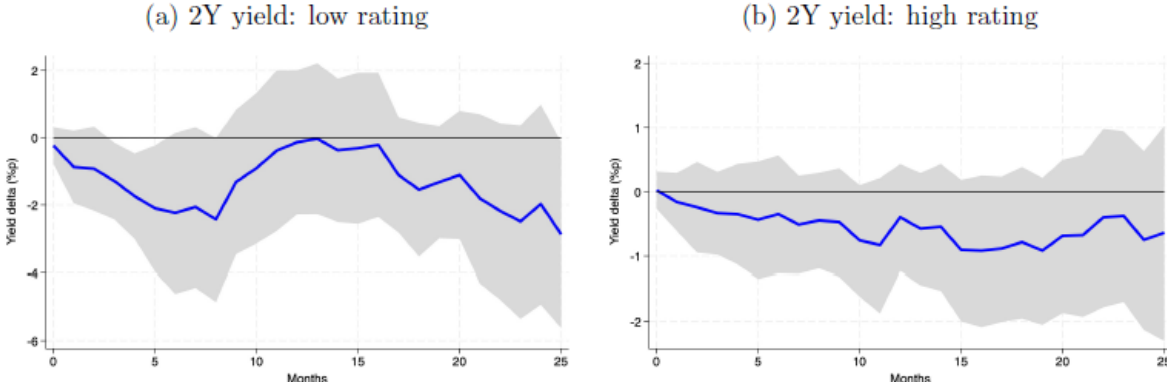 (a) 2Y yield: low rating
(b) 2Y yield: high rating
Yield delta (%p)
2
0
-2
-4
-6
0 5 10 15 20 25
Months
Yield delta (%p)
2
1
0
-1
-2
0 5 10 15 20 25
Months